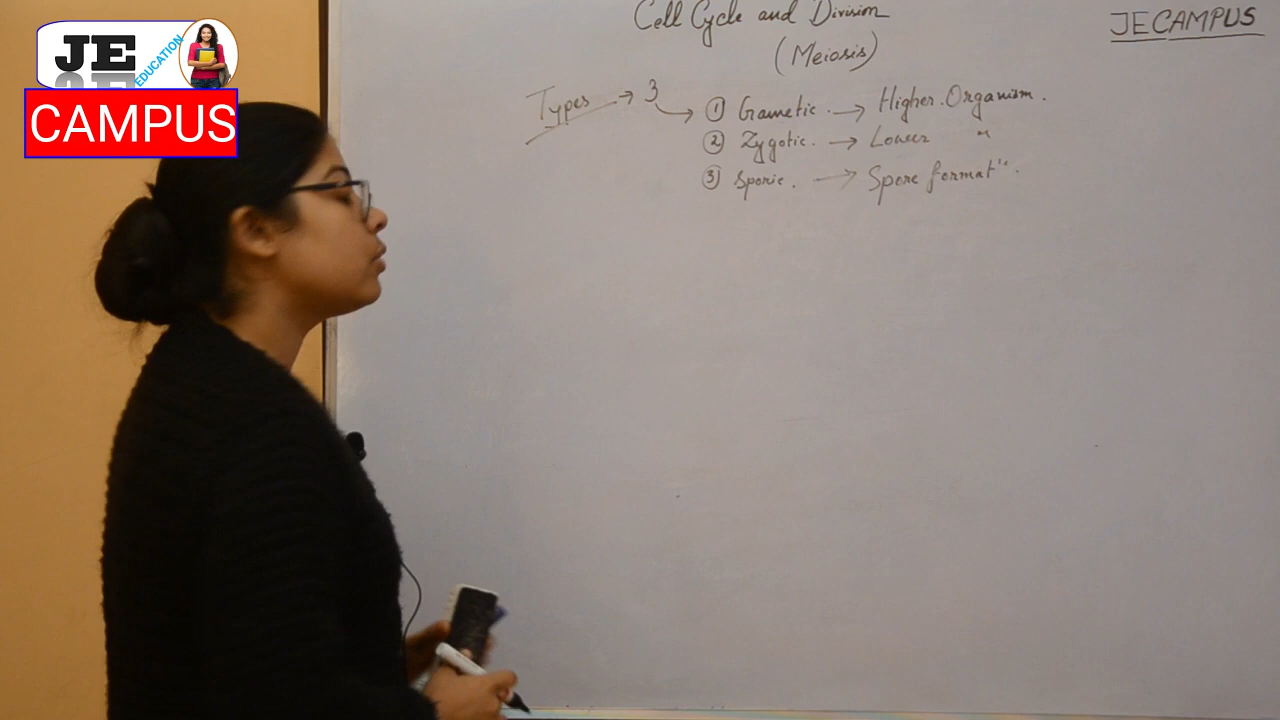 JE
EDUCATION
CAMPUS
Cell Cycle and Division
(Meiosis)
JECAMPUS
Types → 3 → ① Gametic. → Higher Organism.
② Zygotic. → Lower "
③ Sporic. → Spore format".